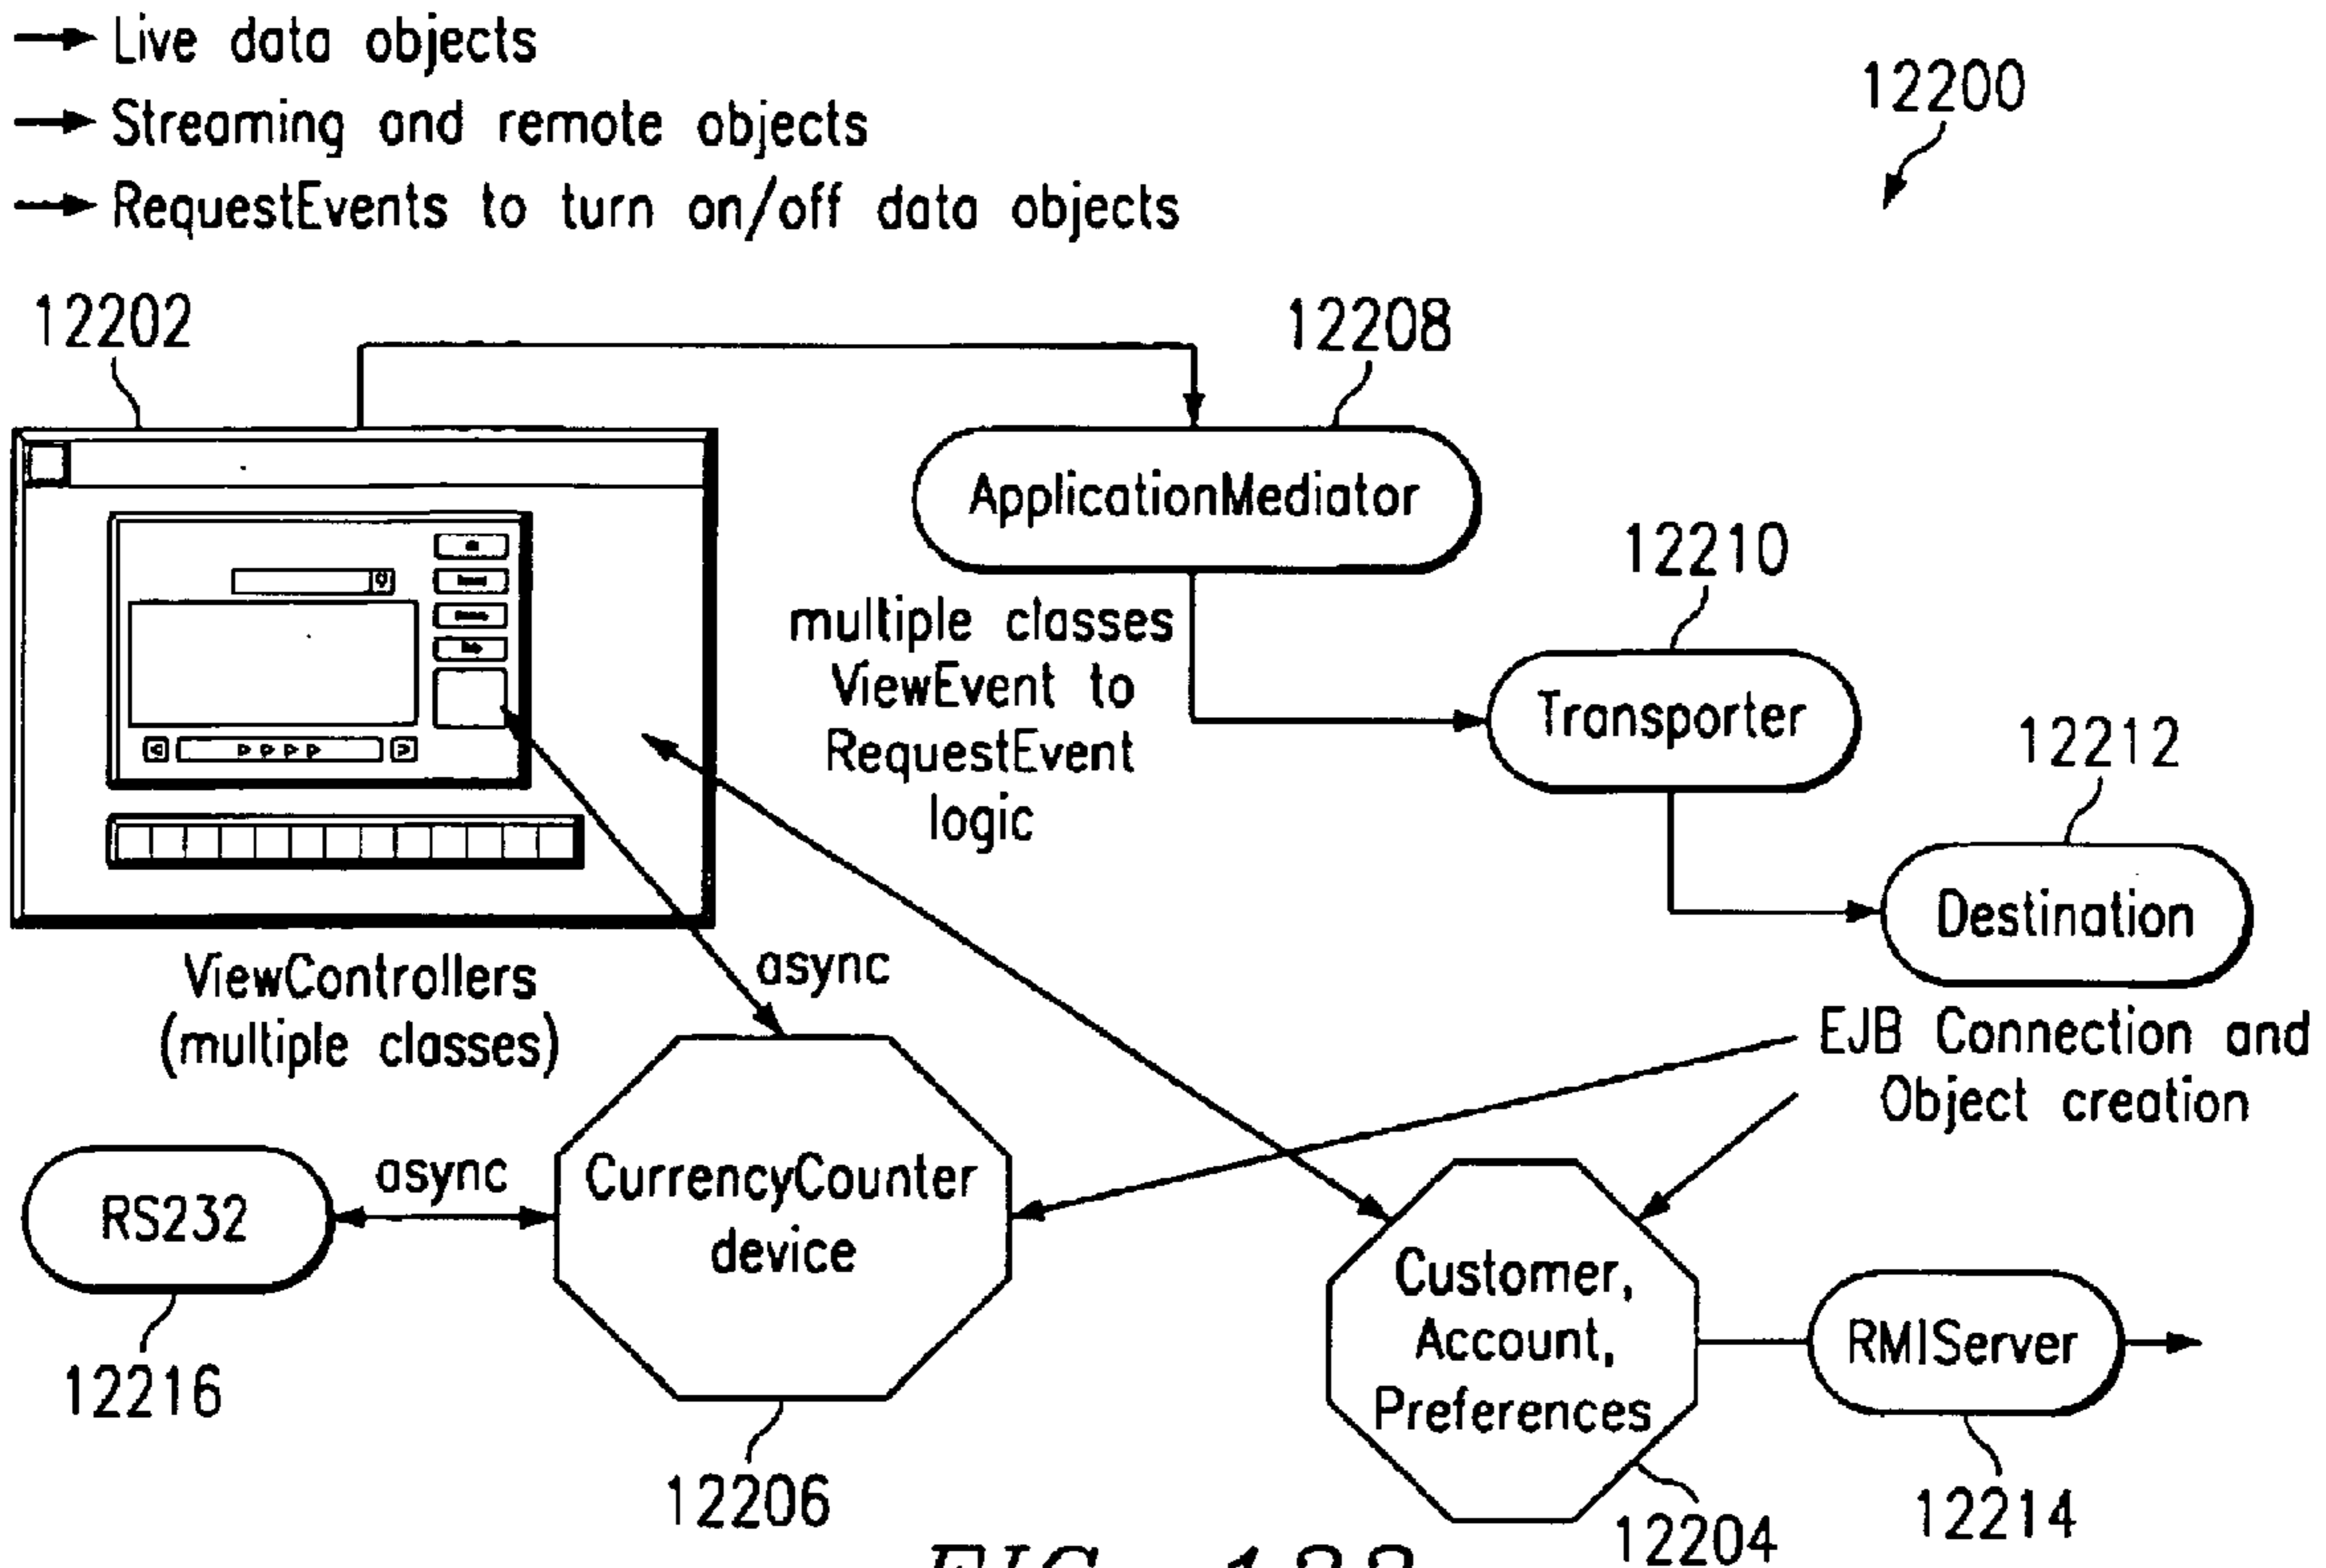 Live data objects
Streaming and remote objects
RequestEvents to turn on/off data objects
12200
12202
12208
ApplicationMediator
12210
multiple classes
ViewEvent to
RequestEvent
logic
Transporter
12212
Destination
ViewControllers
(multiple classes)
async
EJB Connection and
Object creation
RS232
async
CurrencyCounter
device
Customer,
Account,
Preferences
RMIServer
12216
12206
12204
12214
FIG. 122